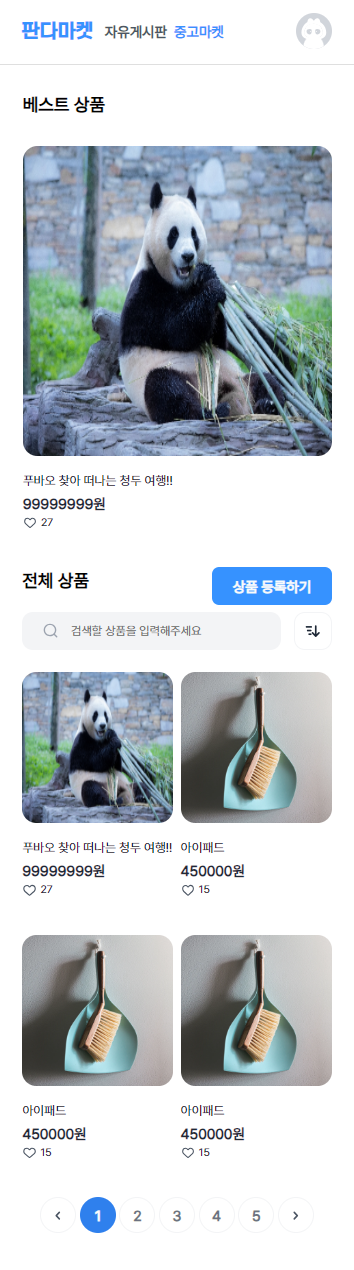 판다마켓 자유게시판 중고마켓
베스트 상품
푸바오 찾아 떠나는 청두 여행!!
99999999원
27
전체 상품 상품 등록하기
검색할 상품을 입력해주세요
푸바오 찾아 떠나는 청두 여행!! 아이패드
99999999원 450000원
27 15
아이패드 아이패드
450000원 450000원
15 15
1 2 3 4 5